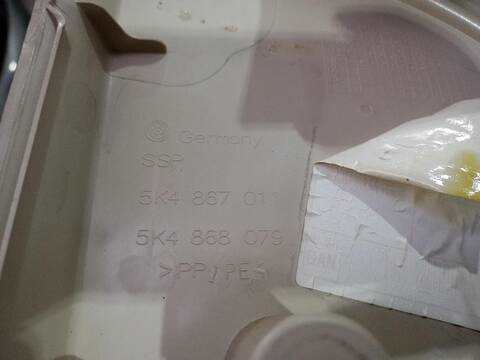 Germany
SSP
5K4 867 011
5K4 868 079
>PP/PE<